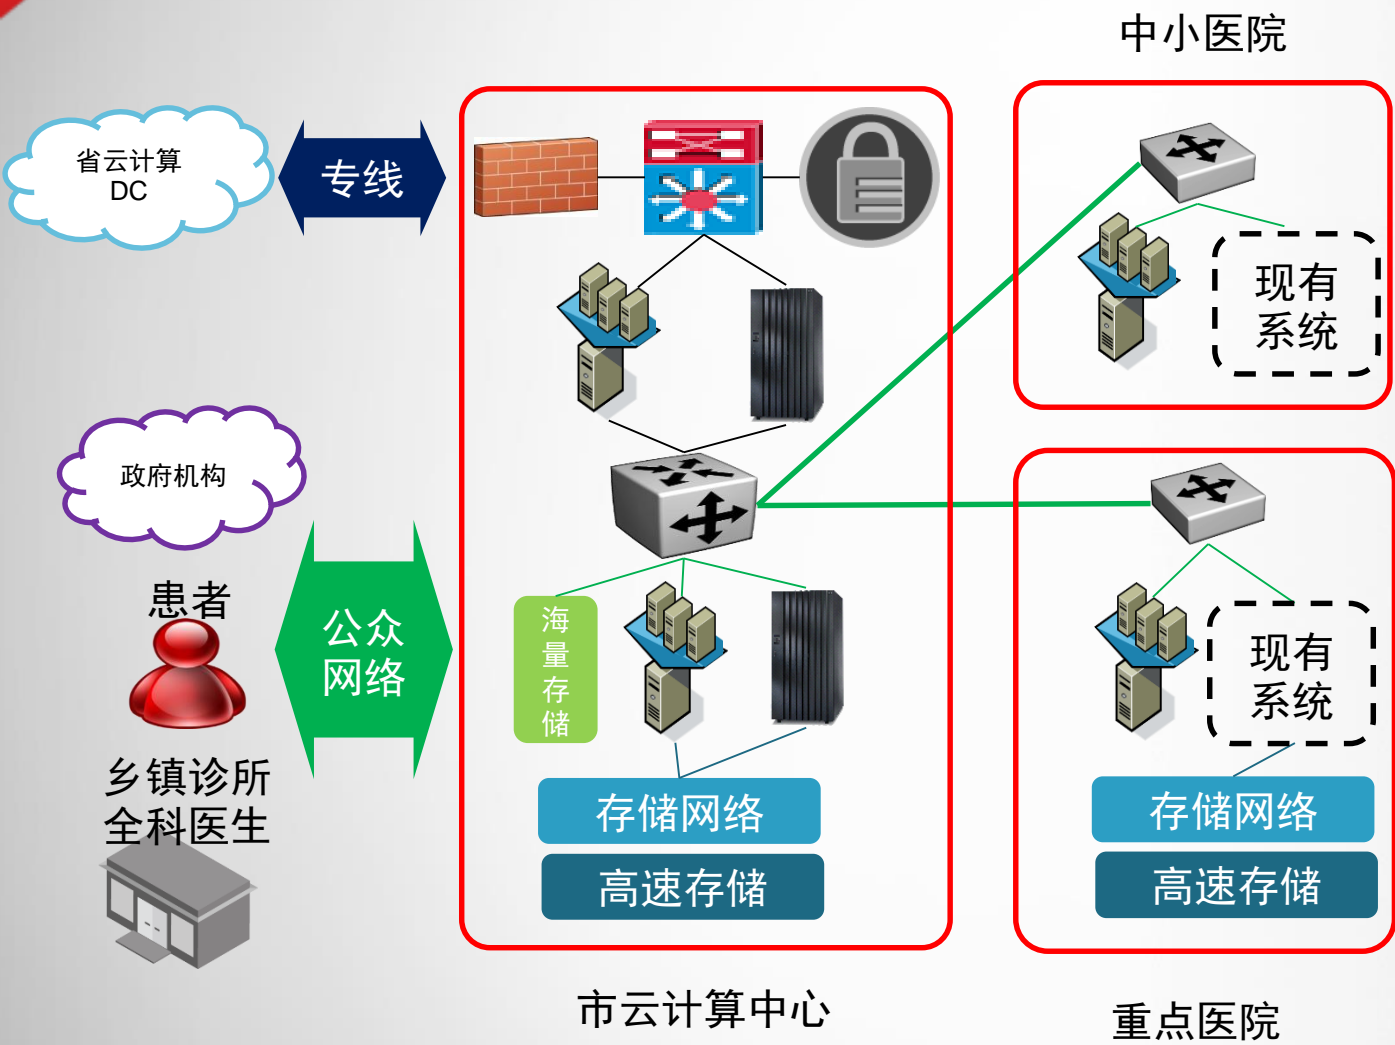 中小医院
省云计算
DC
专线
现有
系统
政府机构
患者
公众
网络
海
量
存
储
现有
系统
乡镇诊所
全科医生
存储网络
高速存储
存储网络
高速存储
市云计算中心
重点医院